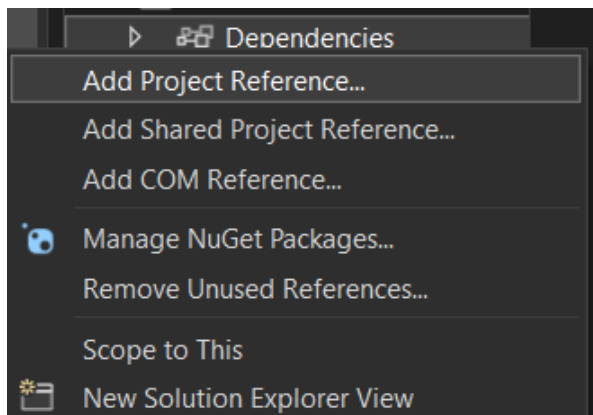 Dependencies
Add Project Reference...
Add Shared Project Reference...
Add COM Reference...
Manage NuGet Packages...
Remove Unused References...
Scope to This
New Solution Explorer View